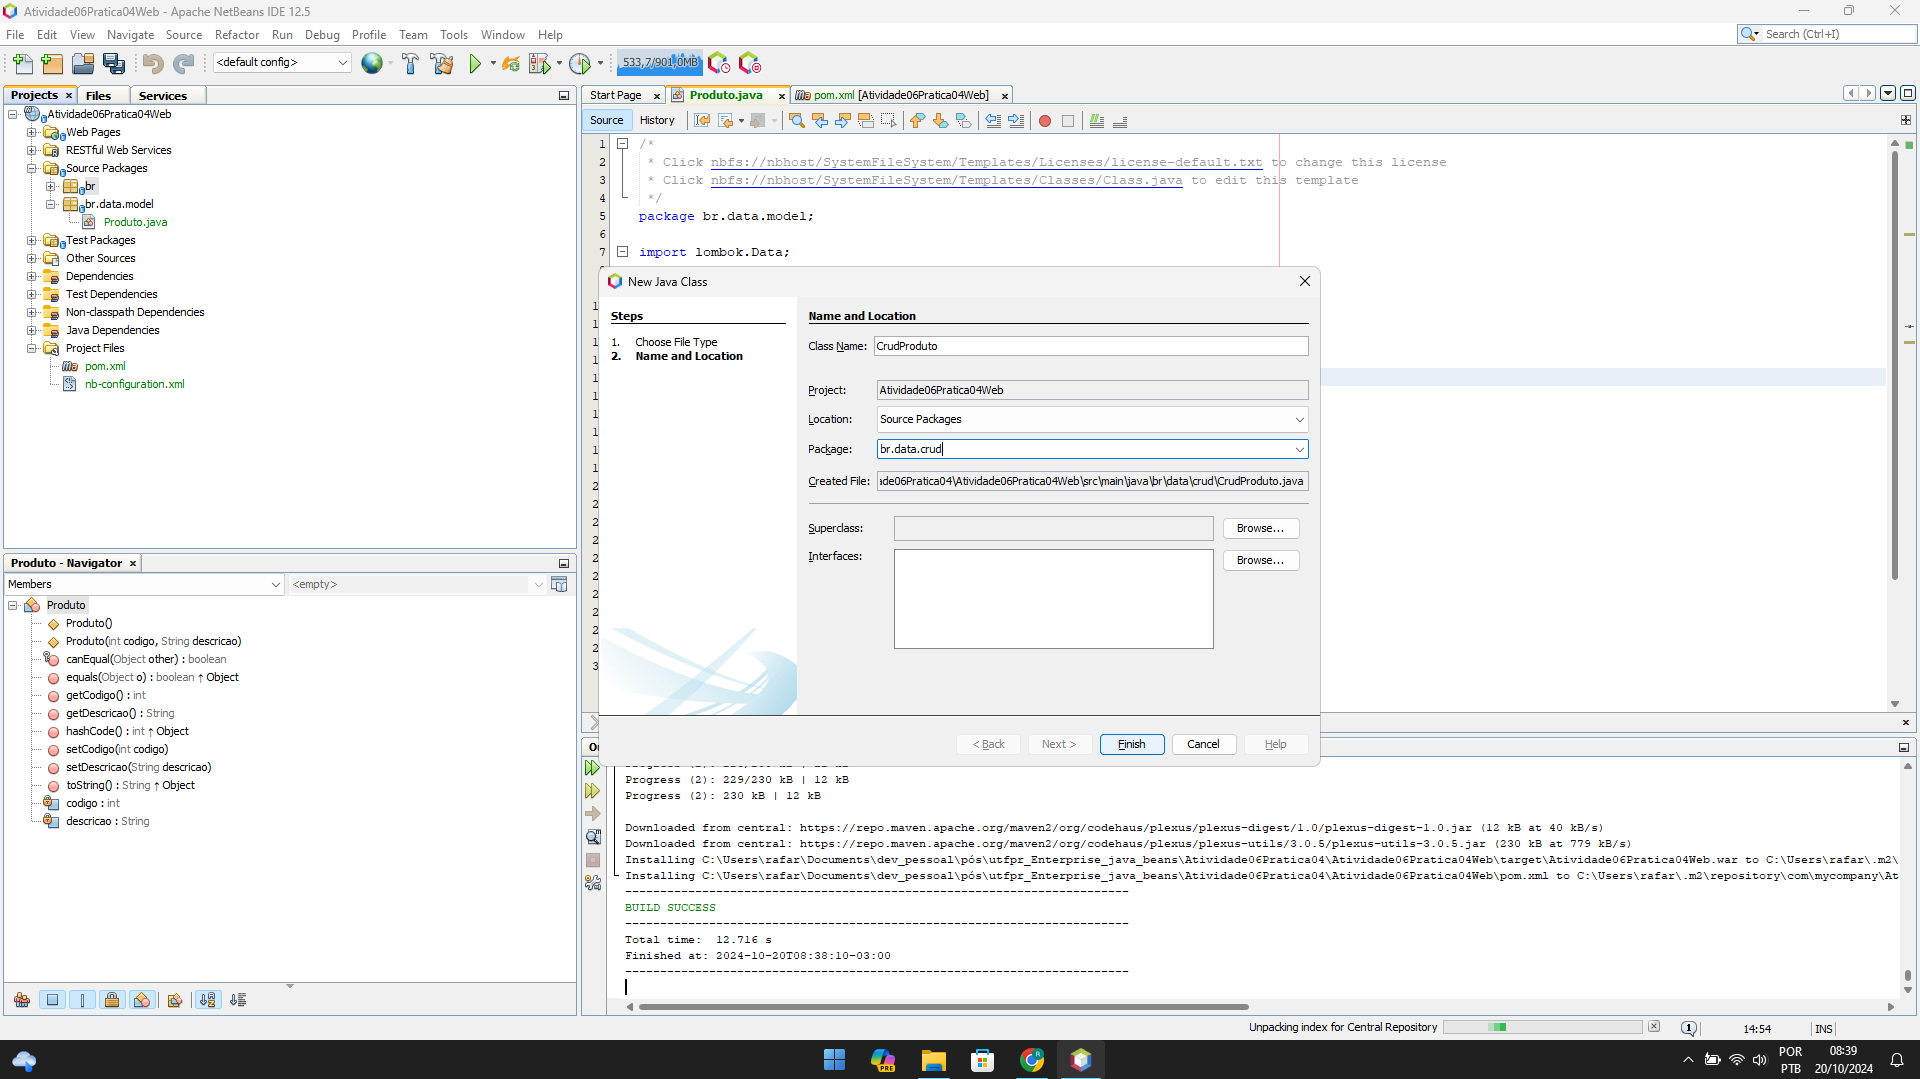 Atividade06Pratica04Web - Apache NetBeans IDE 12.5
File Edit View Navigate Source Refactor Run Debug Profile Team Tools Window Help
Search (Ctrl+I)
<default config>
533,7/901,0MB
Projects Files Services
Atividade06Pratica04Web
Web Pages
RESTful Web Services
Source Packages
br
br.data.model
Produto.java
Test Packages
Other Sources
Dependencies
Test Dependencies
Non-classpath Dependencies
Java Dependencies
Project Files
pom.xml
nb-configuration.xml
Produto - Navigator
Members <empty>
Produto
Produto()
Produto(int codigo, String descricao)
canEqual(Object other) : boolean
equals(Object o) : boolean ↑ Object
getCodigo() : int
getDescricao() : String
hashCode() : int ↑ Object
setCodigo(int codigo)
setDescricao(String descricao)
toString() : String ↑ Object
codigo : int
descricao : String
Start Page Produto.java pom.xml [Atividade06Pratica04Web]
Source History
1 /*
2 * Click nbfs://nbhost/SystemFileSystem/Templates/Licenses/license-default.txt to change this license
3 * Click nbfs://nbhost/SystemFileSystem/Templates/Classes/Class.java to edit this template
4 */
5 package br.data.model;
6
7 import lombok.Data;
New Java Class
Steps
1. Choose File Type
2. Name and Location
Name and Location
Class Name: CrudProduto
Project: Atividade06Pratica04Web
Location: Source Packages
Package: br.data.crud
Created File: ade06Pratica04\Atividade06Pratica04Web\src\main\java\br\data\crud\CrudProduto.java
Superclass: Browse...
Interfaces: Browse...
< Back Next > Finish Cancel Help
Progress (2): 229/230 kB | 12 kB
Progress (2): 230 kB | 12 kB
Downloaded from central: https://repo.maven.apache.org/maven2/org/codehaus/plexus/plexus-digest/1.0/plexus-digest-1.0.jar (12 kB at 40 kB/s)
Downloaded from central: https://repo.maven.apache.org/maven2/org/codehaus/plexus/plexus-utils/3.0.5/plexus-utils-3.0.5.jar (230 kB at 779 kB/s)
Installing C:\Users\rafar\Documents\dev_pessoal\pós\utfpr_Enterprise_java_beans\Atividade06Pratica04\Atividade06Pratica04Web\target\Atividade06Pratica04Web.war to C:\Users\rafar\.m2\
Installing C:\Users\rafar\Documents\dev_pessoal\pós\utfpr_Enterprise_java_beans\Atividade06Pratica04\Atividade06Pratica04Web\pom.xml to C:\Users\rafar\.m2\repository\com\mycompany\At
------------------------------------------------------------------------
BUILD SUCCESS
------------------------------------------------------------------------
Total time: 12.716 s
Finished at: 2024-10-20T08:38:10-03:00
------------------------------------------------------------------------
Unpacking index for Central Repository
1
14:54
INS
POR
PTB
08:39
20/10/2024